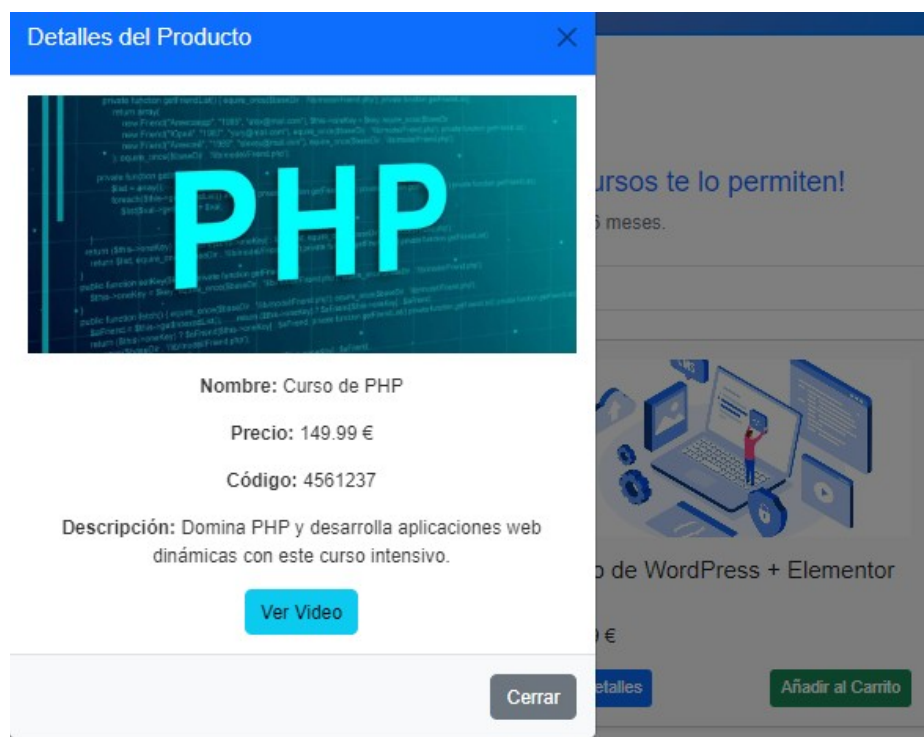 Detalles del Producto
PHP
Nombre: Curso de PHP
Precio: 149.99 €
Código: 4561237
Descripción: Domina PHP y desarrolla aplicaciones web
dinámicas con este curso intensivo.
Ver Video
Cerrar
ursos te lo permiten!
meses.
o de WordPress + Elementor
€
etalles
Añadir al Carrito